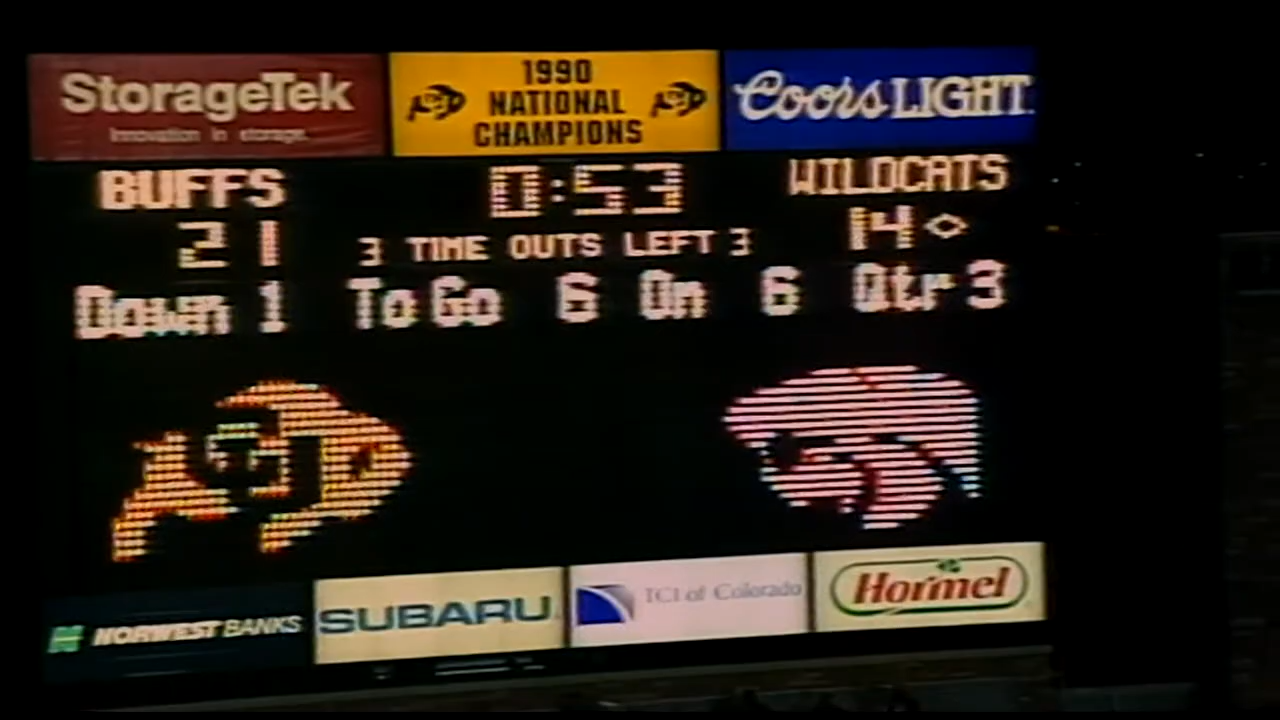 StorageTek
Innovation in storage.
1990
NATIONAL
CHAMPIONS
Coors LIGHT
BUFFS 0:53 WILDCATS
21 3 TIME OUTS LEFT 3 14
Down 1 To Go 6 On 6 Qtr 3
NORWEST BANKS
SUBARU
TCI of Colorado
Hormel